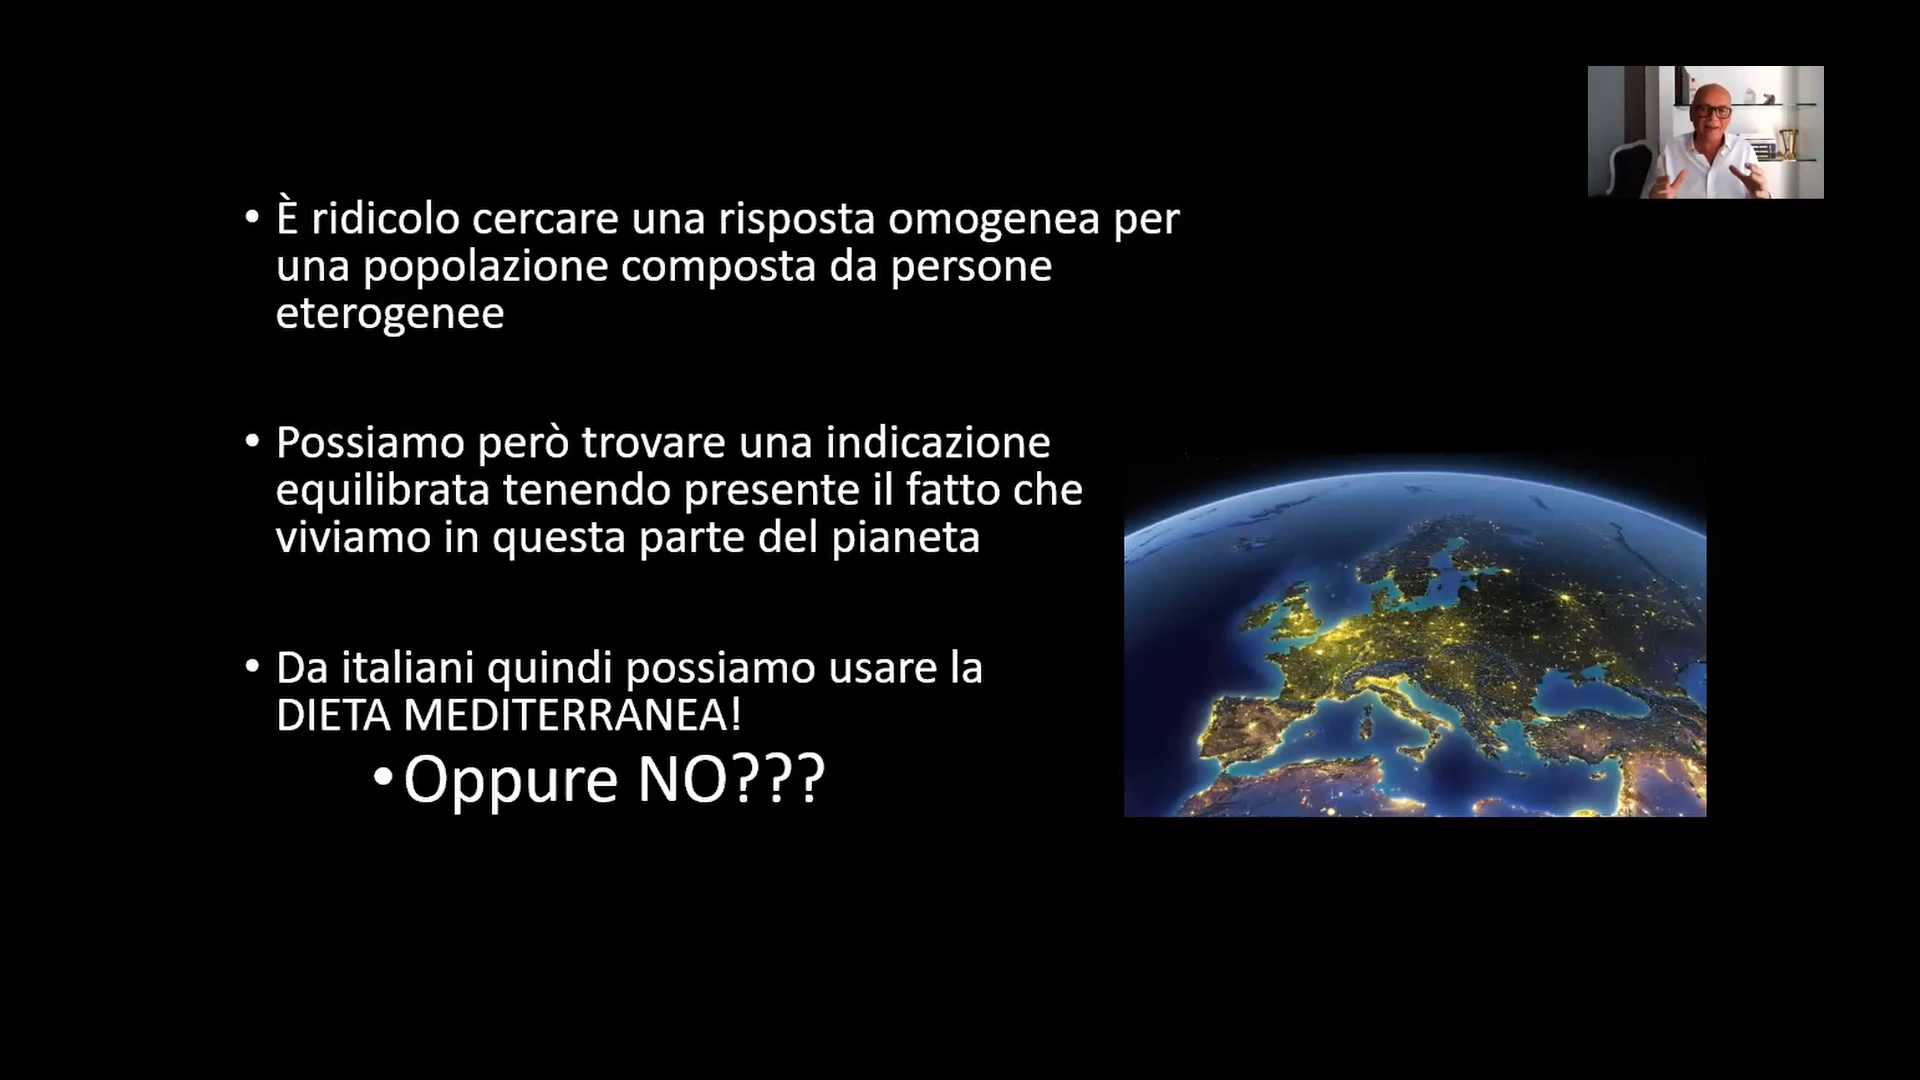 • È ridicolo cercare una risposta omogenea per
una popolazione composta da persone
eterogenee
• Possiamo però trovare una indicazione
equilibrata tenendo presente il fatto che
viviamo in questa parte del pianeta
• Da italiani quindi possiamo usare la
DIETA MEDITERRANEA!
• Oppure NO???